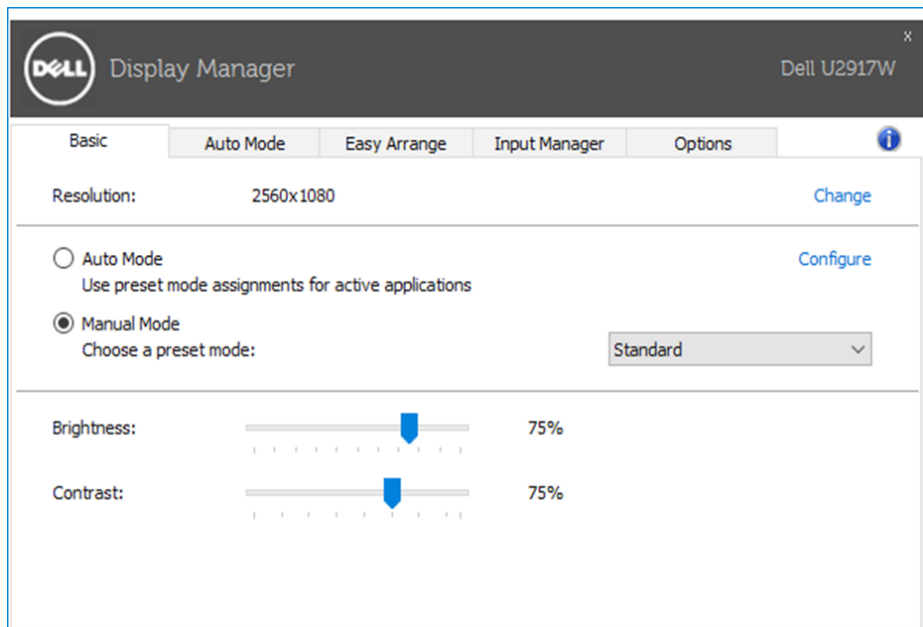 x
DELL Display Manager Dell U2917W
Basic Auto Mode Easy Arrange Input Manager Options i
Resolution: 2560x1080 Change
Auto Mode Configure
Use preset mode assignments for active applications
Manual Mode
Choose a preset mode: Standard
Brightness: 75%
Contrast: 75%